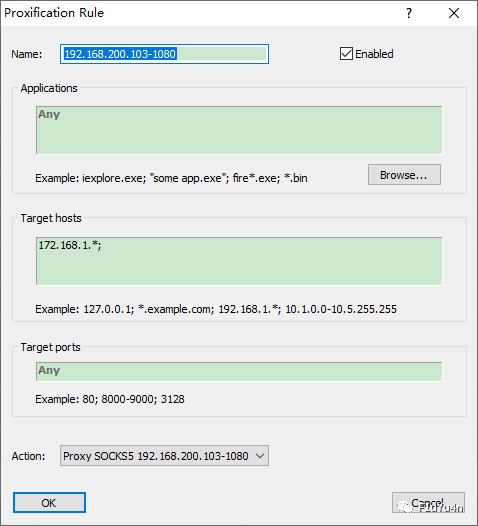 Proxification Rule
Name:
192.168.200.103-1080
Enabled
Applications
Any
Example: iexplore.exe; "some app.exe"; fire*.exe; *.bin
Browse...
Target hosts
172.168.1.*;
Example: 127.0.0.1; *.example.com; 192.168.1.*; 10.1.0.0-10.5.255.255
Target ports
Any
Example: 80; 8000-9000; 3128
Action:
Proxy SOCKS5 192.168.200.103-1080
OK
Cancel